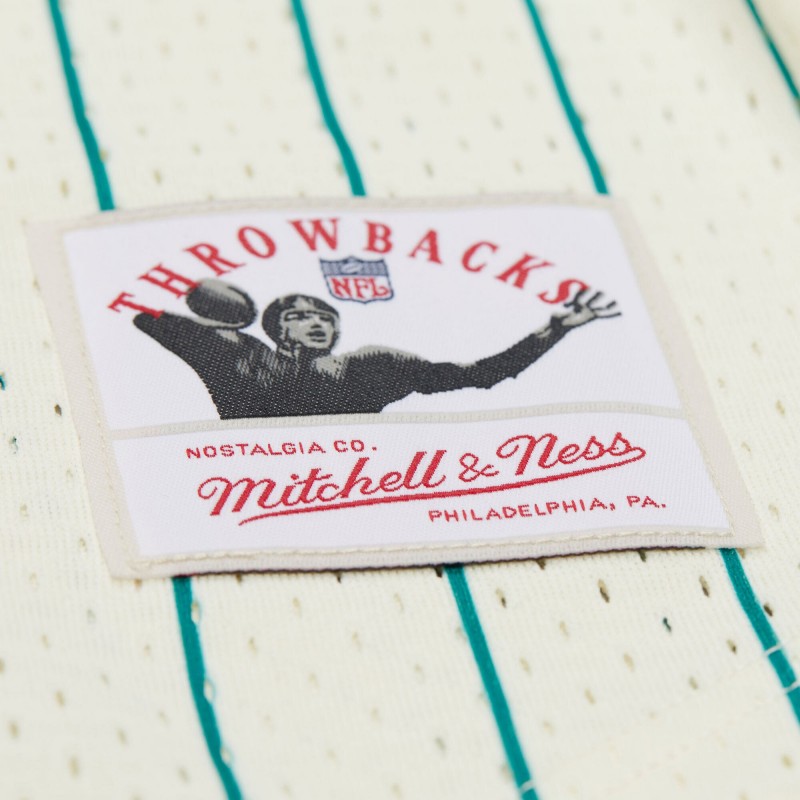 THROWBACKS
NFL
NOSTALGIA CO.
Mitchell & Ness
PHILADELPHIA, PA.